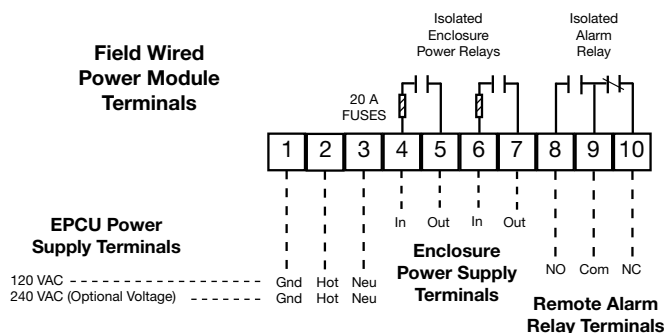 Field Wired
Power Module
Terminals
Isolated
Enclosure
Power Relays
Isolated
Alarm
Relay
20 A
FUSES
1 2 3 4 5 6 7 8 9 10
In Out In Out
NO Com NC
EPCU Power
Supply Terminals
Enclosure
Power Supply
Terminals
Remote Alarm
Relay Terminals
120 VAC Gnd Hot Neu
240 VAC (Optional Voltage) Gnd Hot Neu